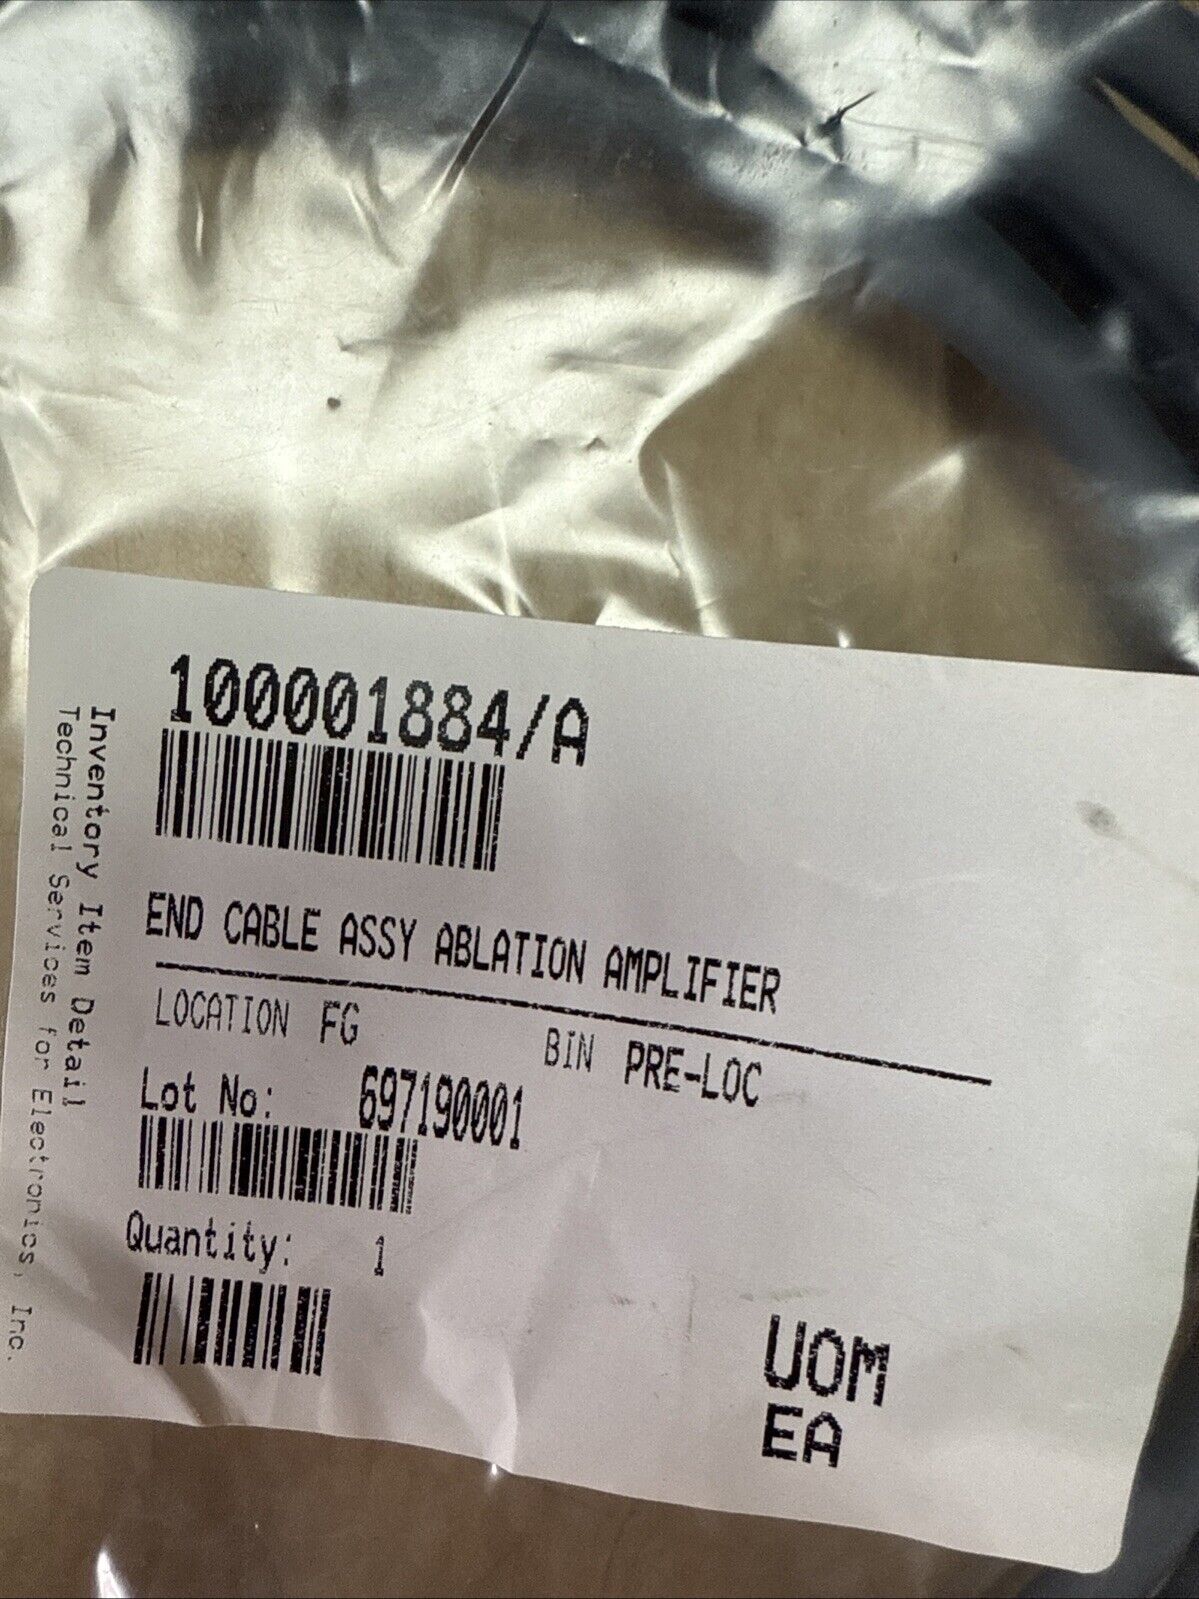 100001884/A
END CABLE ASSY ABLATION AMPLIFIER
LOCATION FG BIN PRE-LOC
Lot No: 697190001
Quantity: 1
UOM
EA
Inventory Item Detail
Technical Services for Electronics, Inc.